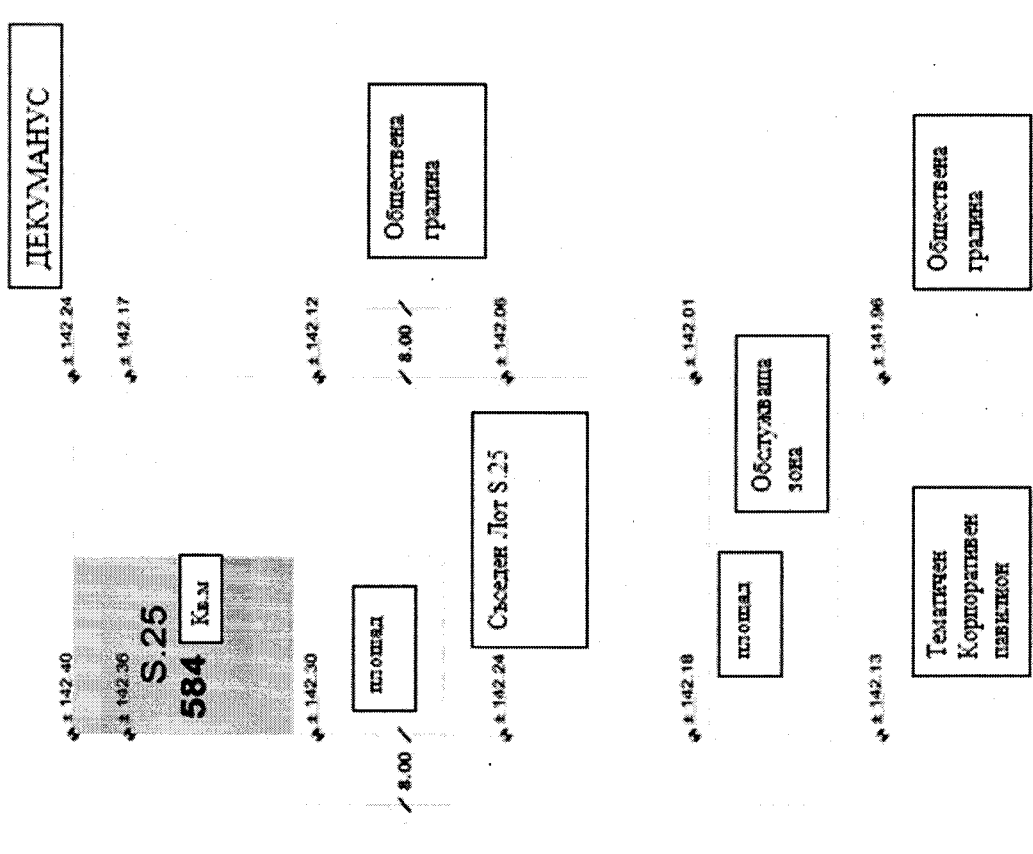 ДЕКУМАНУС
± 142.40
± 142.24
± 142.36
± 142.17
S.25
584 Кв.м
± 142.30
± 142.12
площад
Обществена
градина
8.00
8.00
± 142.24
± 142.06
Съседен Лот S.25
± 142.18
± 142.01
площад
Обслужваща
зона
± 142.13
± 141.96
Тематичен
Корпоративен
павилион
Обществена
градина